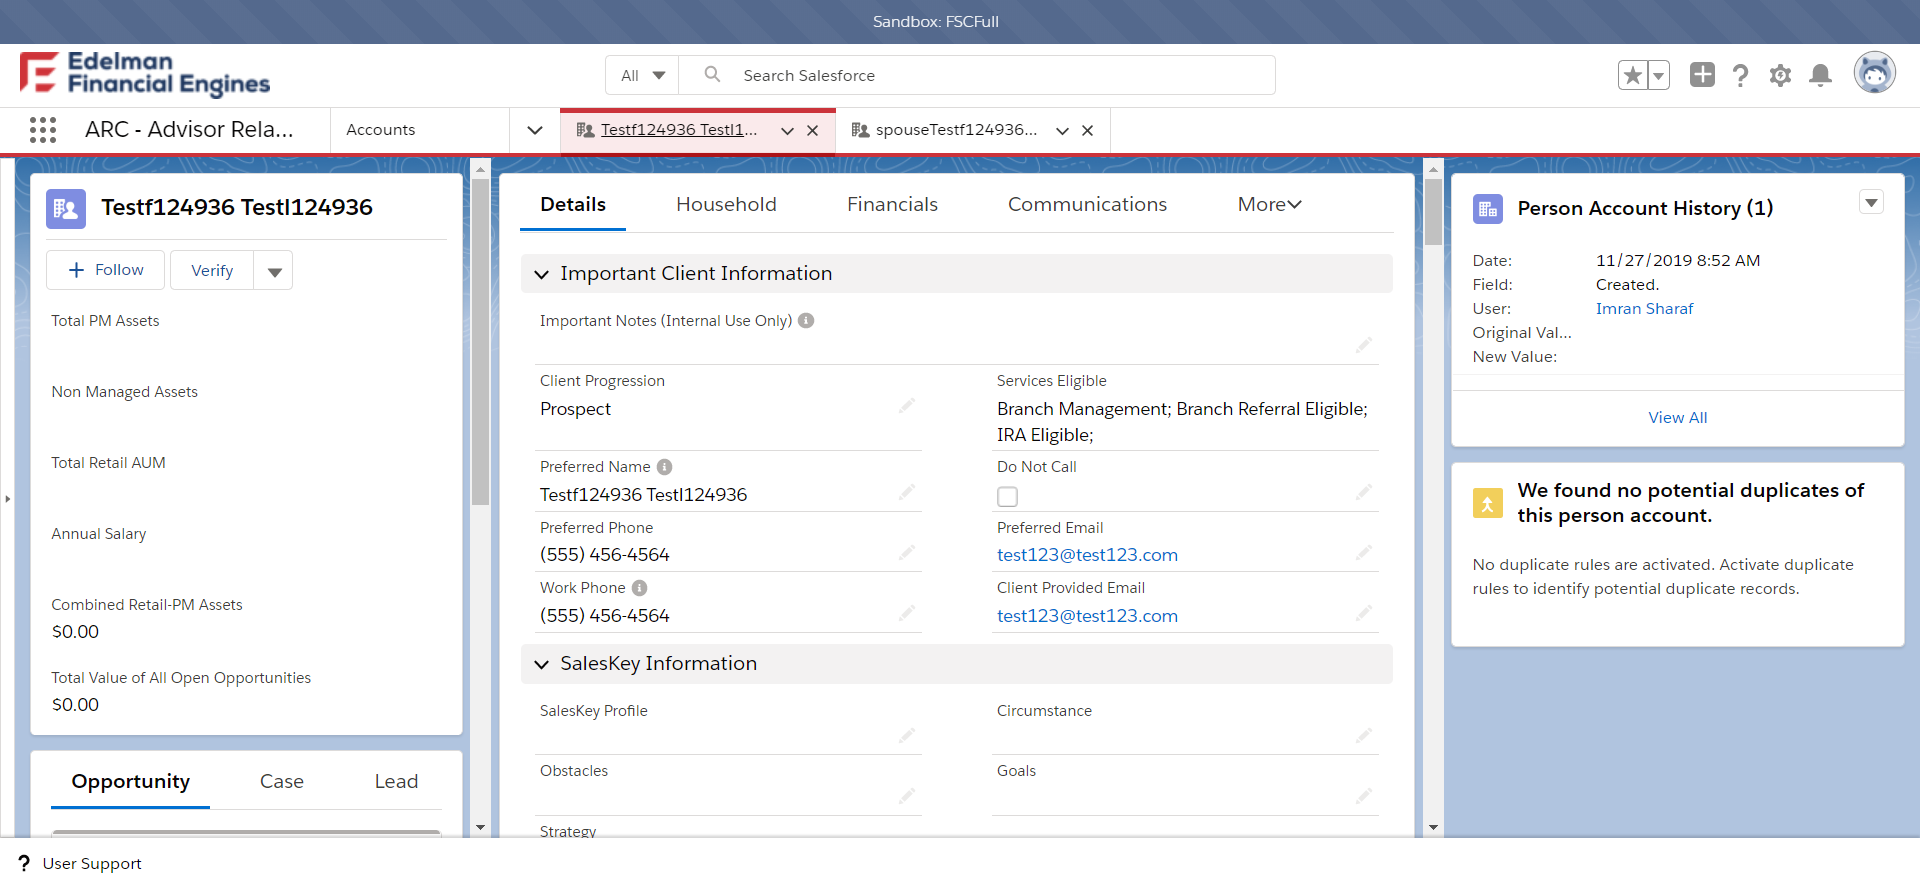 Sandbox: FSCFull
Edelman
Financial Engines
All
Search Salesforce
ARC - Advisor Rela...
Accounts
Testf124936 Testl1...
spouseTestf124936...
Testf124936 Testl124936
Follow
Verify
Total PM Assets
Non Managed Assets
Total Retail AUM
Annual Salary
Combined Retail-PM Assets
$0.00
Total Value of All Open Opportunities
$0.00
Opportunity
Case
Lead
Details
Household
Financials
Communications
More
Important Client Information
Important Notes (Internal Use Only)
Client Progression
Prospect
Services Eligible
Branch Management; Branch Referral Eligible;
IRA Eligible;
Preferred Name
Testf124936 Testl124936
Do Not Call
Preferred Phone
(555) 456-4564
Preferred Email
test123@test123.com
Work Phone
(555) 456-4564
Client Provided Email
test123@test123.com
SalesKey Information
SalesKey Profile
Circumstance
Obstacles
Goals
Strategy
Person Account History (1)
Date: 11/27/2019 8:52 AM
Field: Created.
User: Imran Sharaf
Original Val...
New Value:
View All
We found no potential duplicates of
this person account.
No duplicate rules are activated. Activate duplicate
rules to identify potential duplicate records.
? User Support